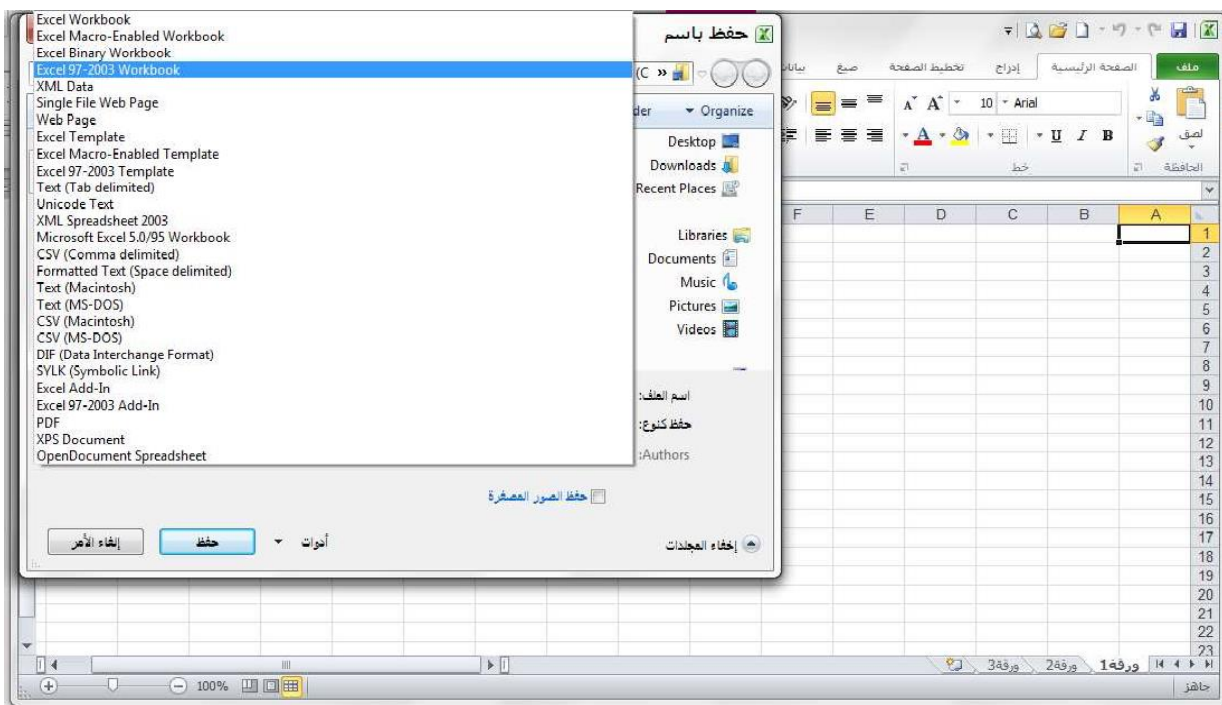 Excel Workbook
Excel Macro-Enabled Workbook
Excel Binary Workbook
Excel 97-2003 Workbook
XML Data
Single File Web Page
Web Page
Excel Template
Excel Macro-Enabled Template
Excel 97-2003 Template
Text (Tab delimited)
Unicode Text
XML Spreadsheet 2003
Microsoft Excel 5.0/95 Workbook
CSV (Comma delimited)
Formatted Text (Space delimited)
Text (Macintosh)
Text (MS-DOS)
CSV (Macintosh)
CSV (MS-DOS)
DIF (Data Interchange Format)
SYLK (Symbolic Link)
Excel Add-In
Excel 97-2003 Add-In
PDF
XPS Document
OpenDocument Spreadsheet
حفظ باسم
Organize
Desktop
Downloads
Recent Places
Libraries
Documents
Music
Pictures
Videos
اسم الملف:
حفظ كنوع:
Authors:
حفظ الصور المصغرة
إخفاء المجلدات
أدوات
حفظ
إلغاء الأمر
ملف الصفحة الرئيسية إدراج تخطيط الصفحة صيغ
Arial 10
لصق
B I U
الحافظة خط
A B C D E F
1
2
3
4
5
6
7
8
9
10
11
12
13
14
15
16
17
18
19
20
21
22
23
ورقة1 ورقة2 ورقة3
جاهز
100%